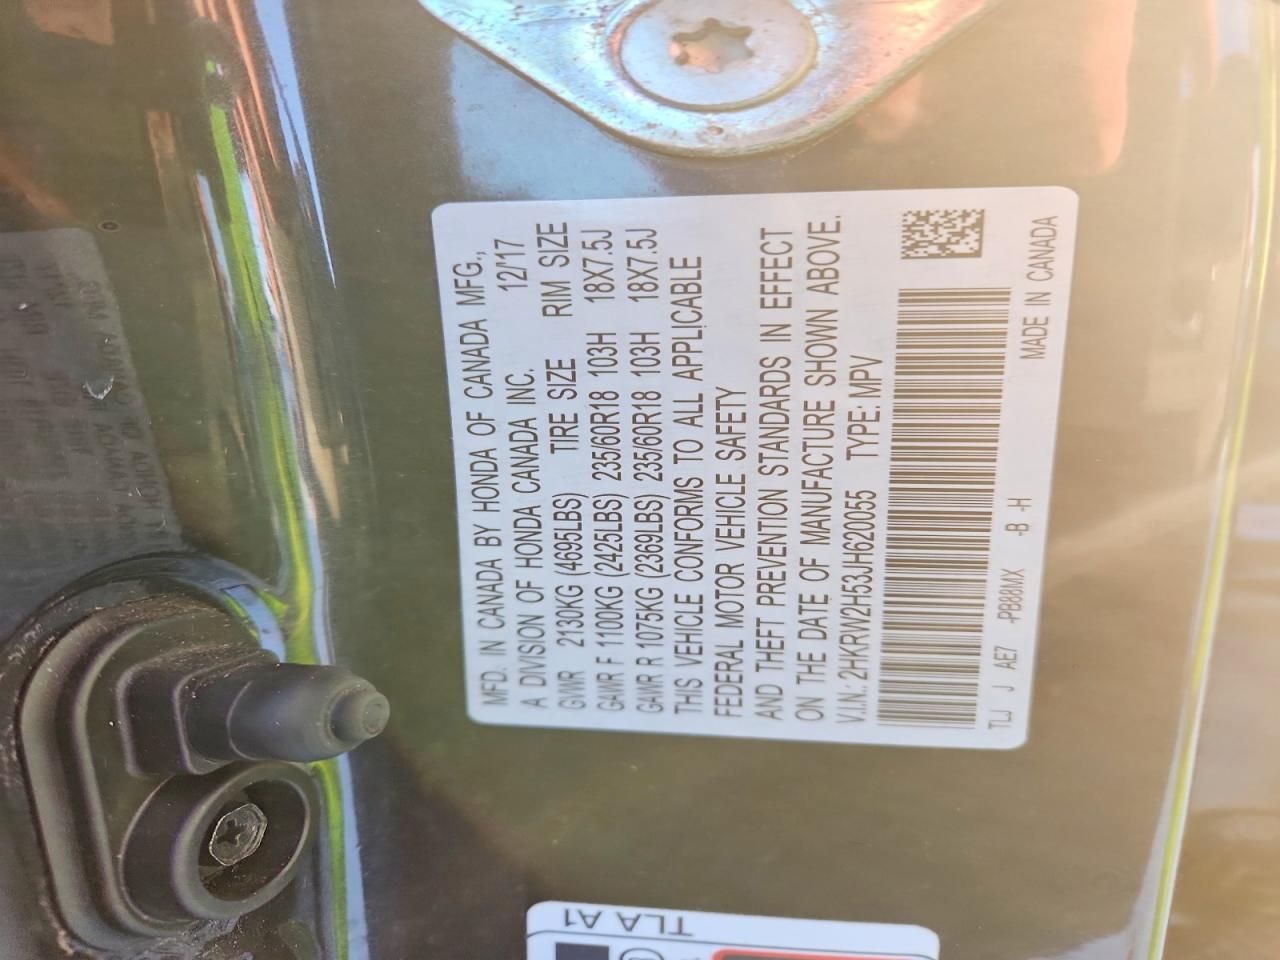 MFD. IN CANADA BY HONDA OF CANADA MFG.,
A DIVISION OF HONDA CANADA INC. 12/17
GVWR 2130KG (4695LBS) TIRE SIZE RIM SIZE
GAWR F 1100KG (2425LBS) 235/60R18 103H 18X7.5J
GAWR R 1075KG (2369LBS) 235/60R18 103H 18X7.5J
THIS VEHICLE CONFORMS TO ALL APPLICABLE
FEDERAL MOTOR VEHICLE SAFETY
AND THEFT PREVENTION STANDARDS IN EFFECT
ON THE DATE OF MANUFACTURE SHOWN ABOVE.
V.I.N.: 2HKRW2H53JH620055 TYPE: MPV
TLJ J AE7 -PB88MX -B -H MADE IN CANADA
TLA A1